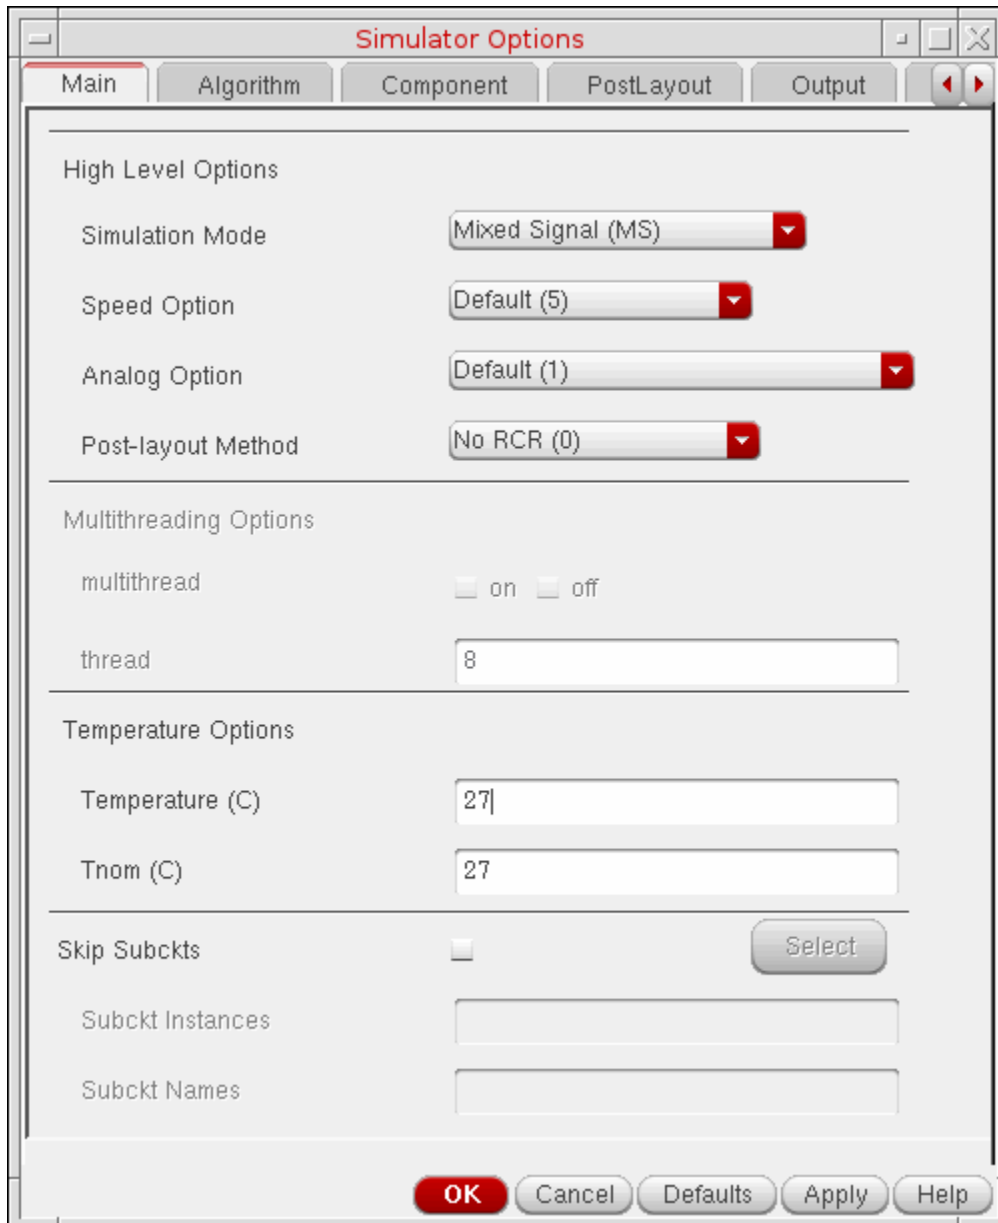 Simulator Options
Main Algorithm Component PostLayout Output
High Level Options
Simulation Mode Mixed Signal (MS)
Speed Option Default (5)
Analog Option Default (1)
Post-layout Method No RCR (0)
Multithreading Options
multithread on off
thread 8
Temperature Options
Temperature (C) 27
Tnom (C) 27
Skip Subckts Select
Subckt Instances
Subckt Names
OK Cancel Defaults Apply Help